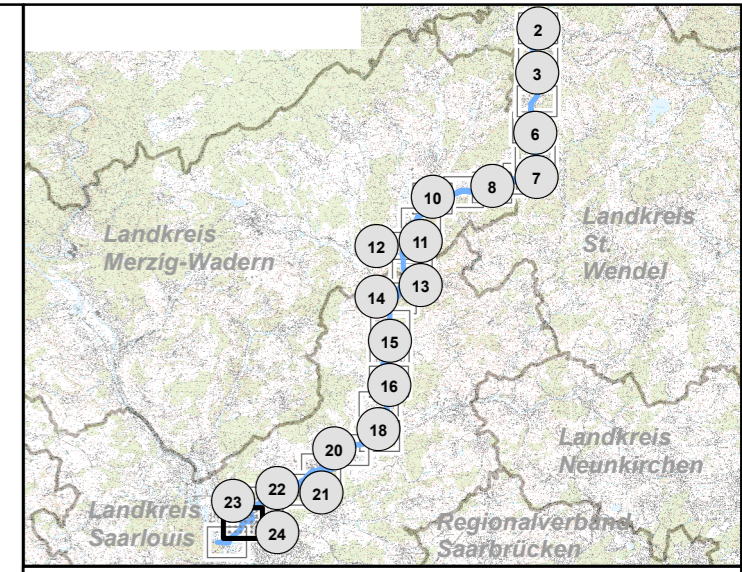 2
3
6
7
8
10
Landkreis
St.
Wendel
Landkreis
Merzig-Wadern
12
11
13
14
15
16
18
Landkreis
Neunkirchen
20
22
21
23
Landkreis
Saarlouis
24
Regionalverband
Saarbrücken